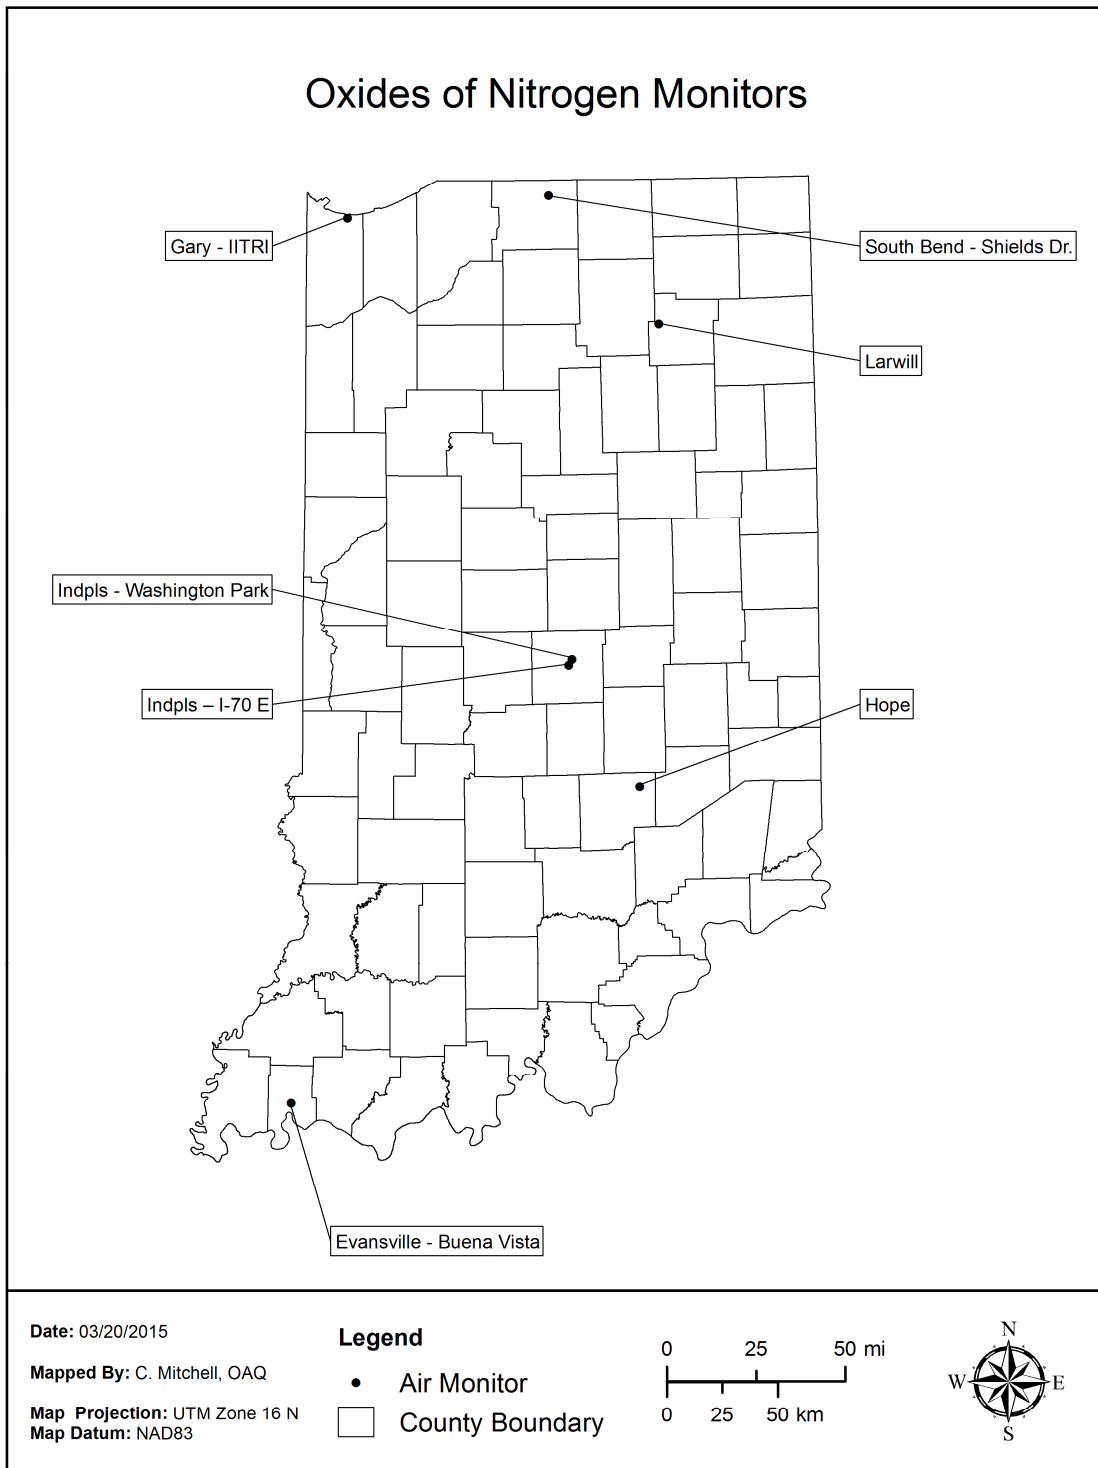 Oxides of Nitrogen Monitors
Gary - IITRI
South Bend - Shields Dr.
Larwill
Indpls - Washington Park
Indpls – I-70 E
Hope
Evansville - Buena Vista
Date: 03/20/2015
Mapped By: C. Mitchell, OAQ
Map Projection: UTM Zone 16 N
Map Datum: NAD83
Legend
Air Monitor
County Boundary
0 25 50 mi
0 25 50 km
N
W E
S